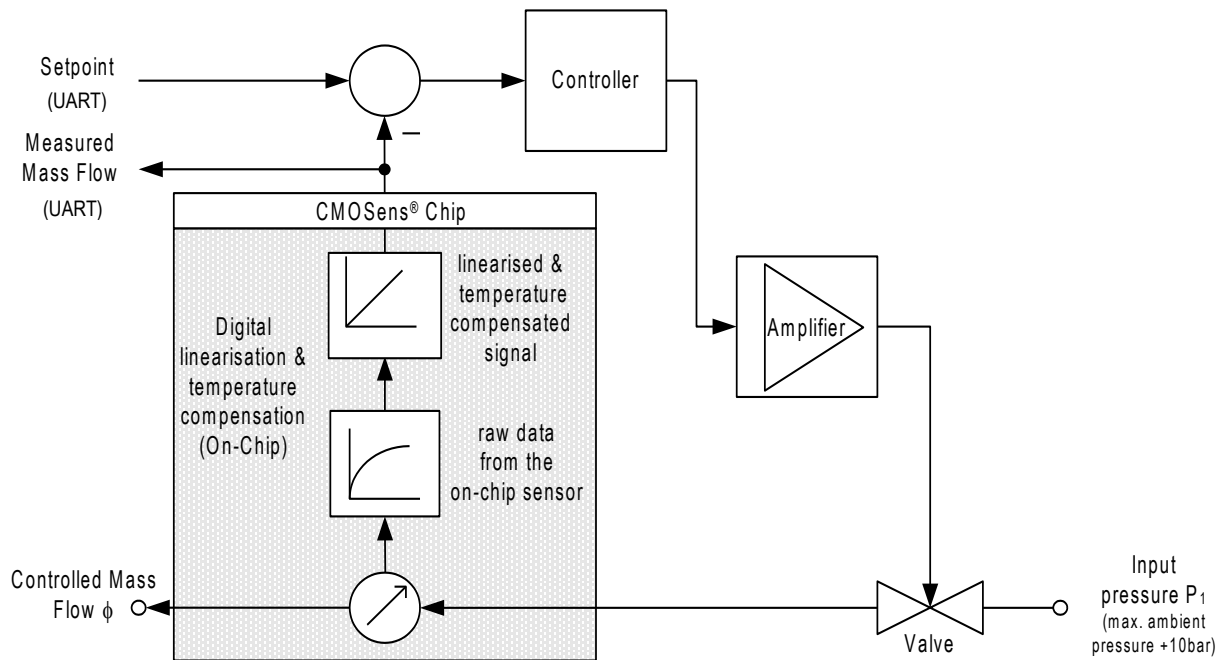 Setpoint
(UART)
Controller
Measured
Mass Flow
(UART)
–
CMOSens® Chip
linearised &
temperature
compensated
signal
Digital
linearisation &
temperature
compensation
(On-Chip)
Amplifier
raw data
from the
on-chip sensor
Controlled Mass
Flow ϕ
Valve
Input
pressure P₁
(max. ambient
pressure +10bar)